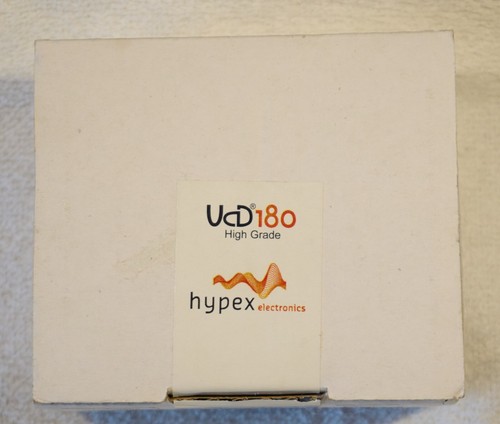 UcD®180
High Grade
hypex electronics